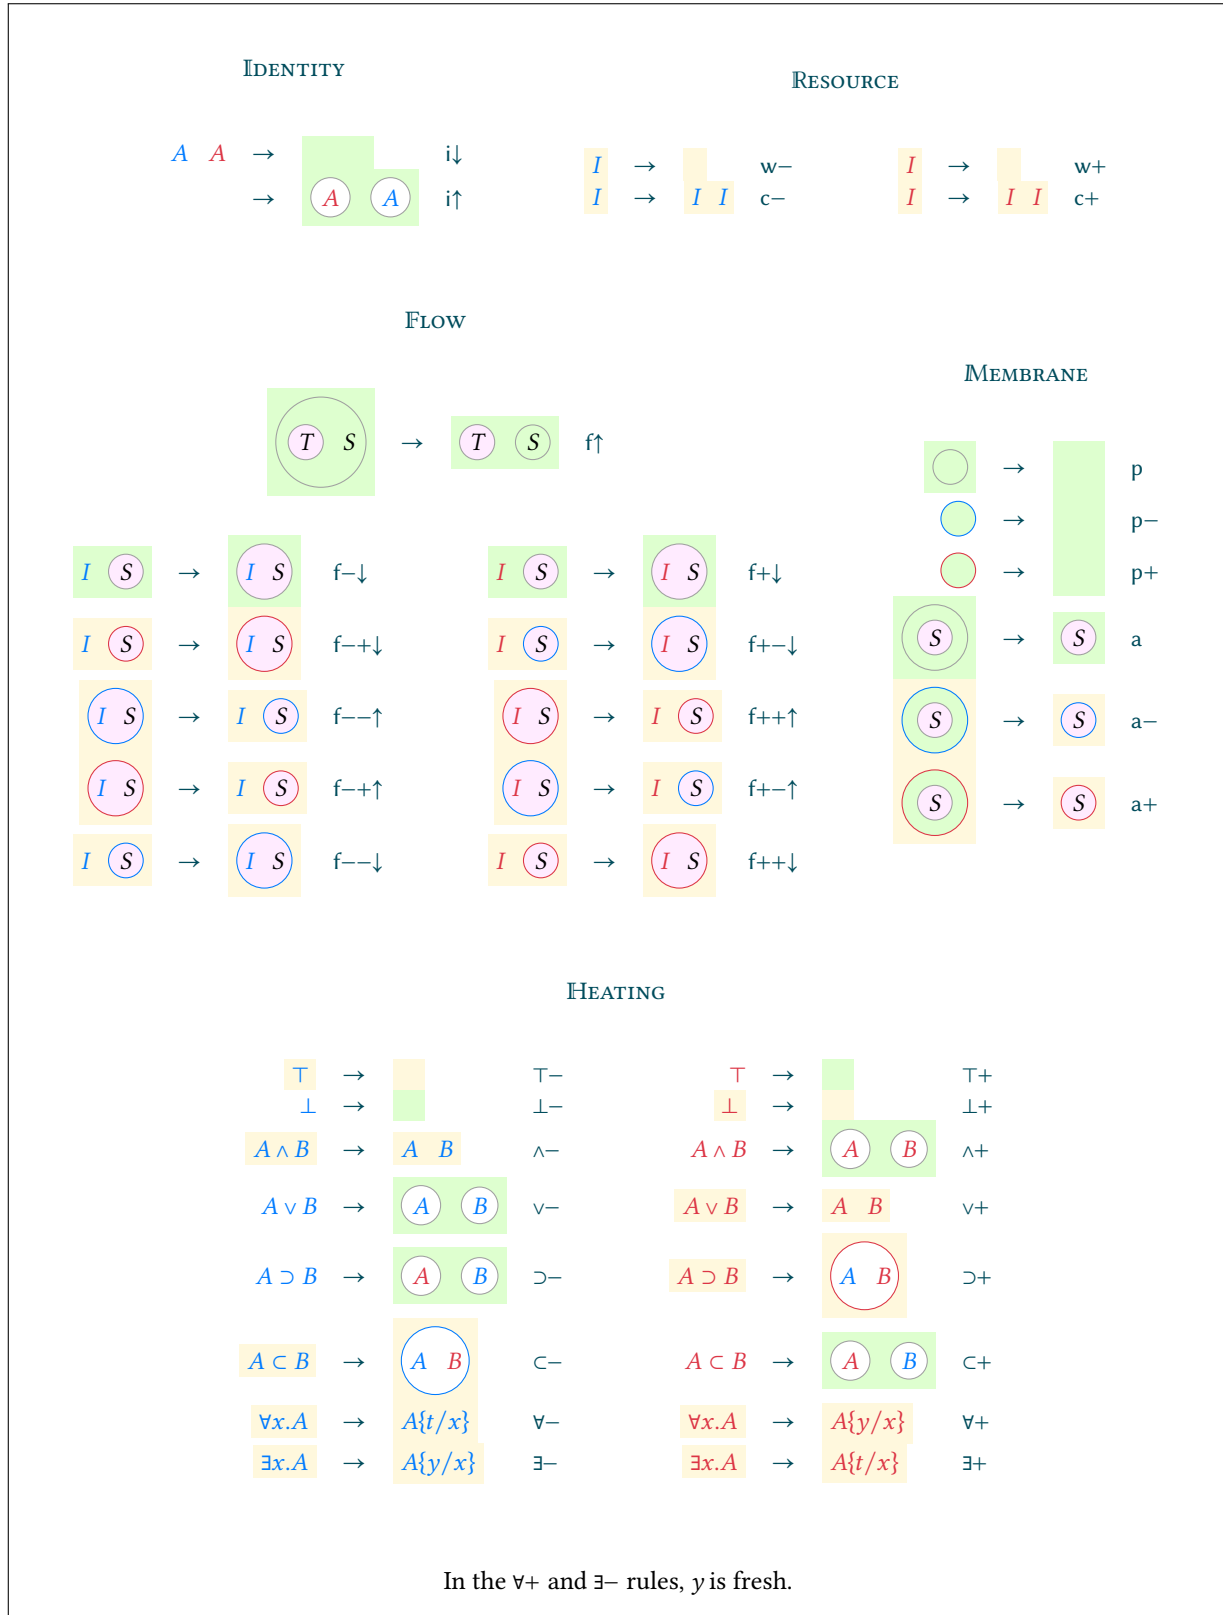 IDENTITY
A A → i↓
→ A A i↑
RESOURCE
I → w−
I → I I c−
I → w+
I → I I c+
FLOW
T S → T S f↑
I S → I S f−↓
I S → I S f−+↓
I S → I S f−−↑
I S → I S f−+↑
I S → I S f−−↓
I S → I S f+↓
I S → I S f+−↓
I S → I S f++↑
I S → I S f+−↑
I S → I S f++↓
MEMBRANE
→ p
→ p−
→ p+
S → S a
S → S a−
S → S a+
HEATING
⊤ → ⊤−
⊥ → ⊥−
A ∧ B → A B ∧−
A ∨ B → A B ∨−
A ⊃ B → A B ⊃−
A ⊂ B → A B ⊂−
∀x.A → A{t/x} ∀−
∃x.A → A{y/x} ∃−
⊤ → ⊤+
⊥ → ⊥+
A ∧ B → A B ∧+
A ∨ B → A B ∨+
A ⊃ B → A B ⊃+
A ⊂ B → A B ⊂+
∀x.A → A{y/x} ∀+
∃x.A → A{t/x} ∃+
In the ∀+ and ∃− rules, y is fresh.